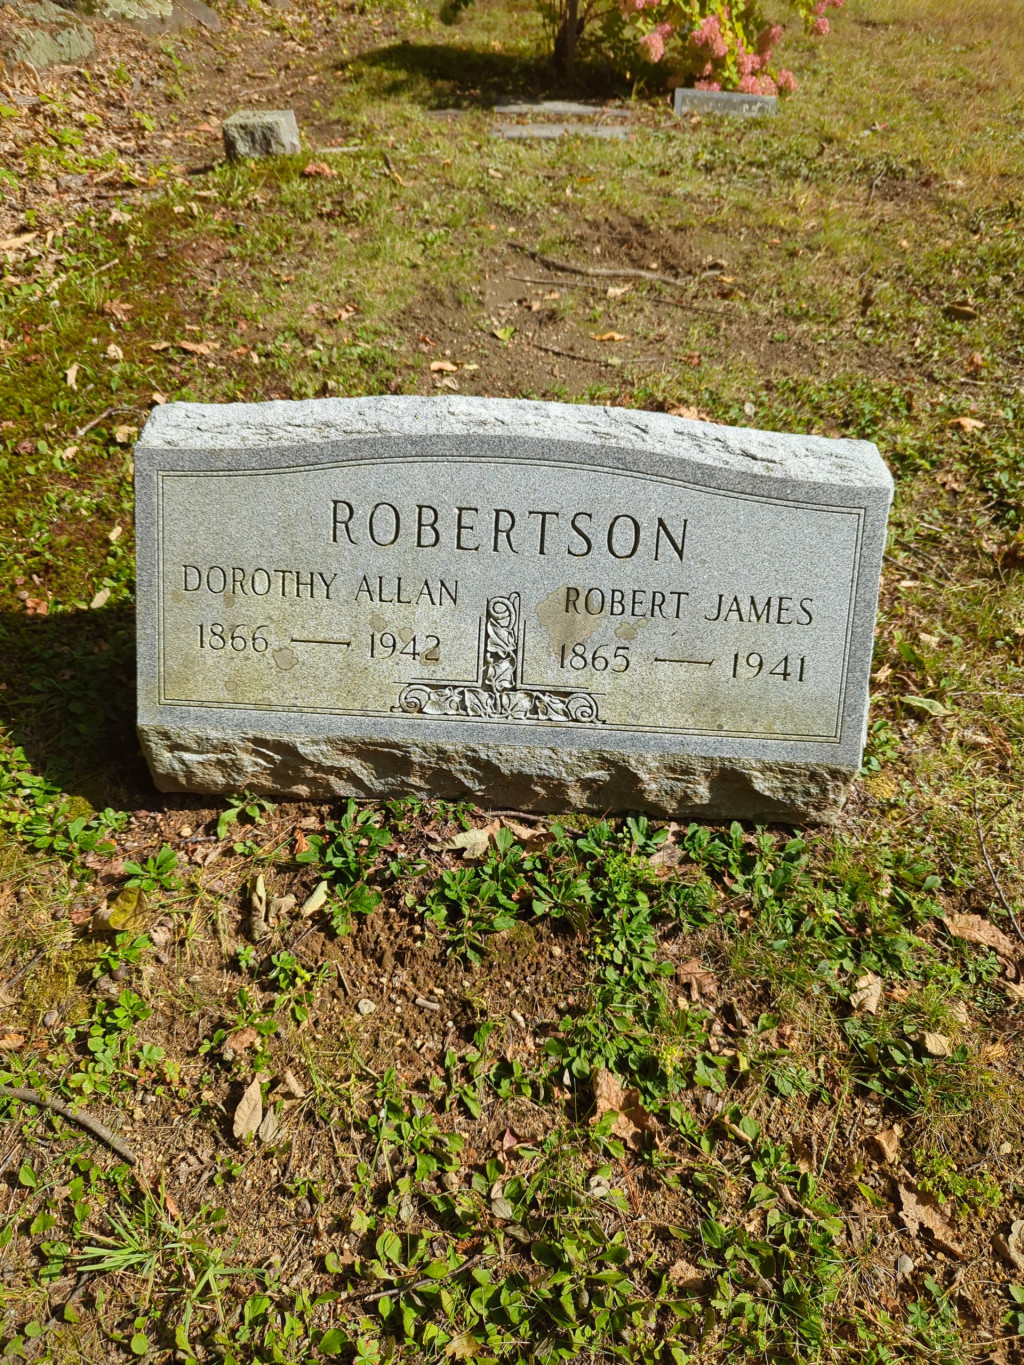 ROBERTSON
DOROTHY ALLAN
1866 — 1942
ROBERT JAMES
1865 — 1941